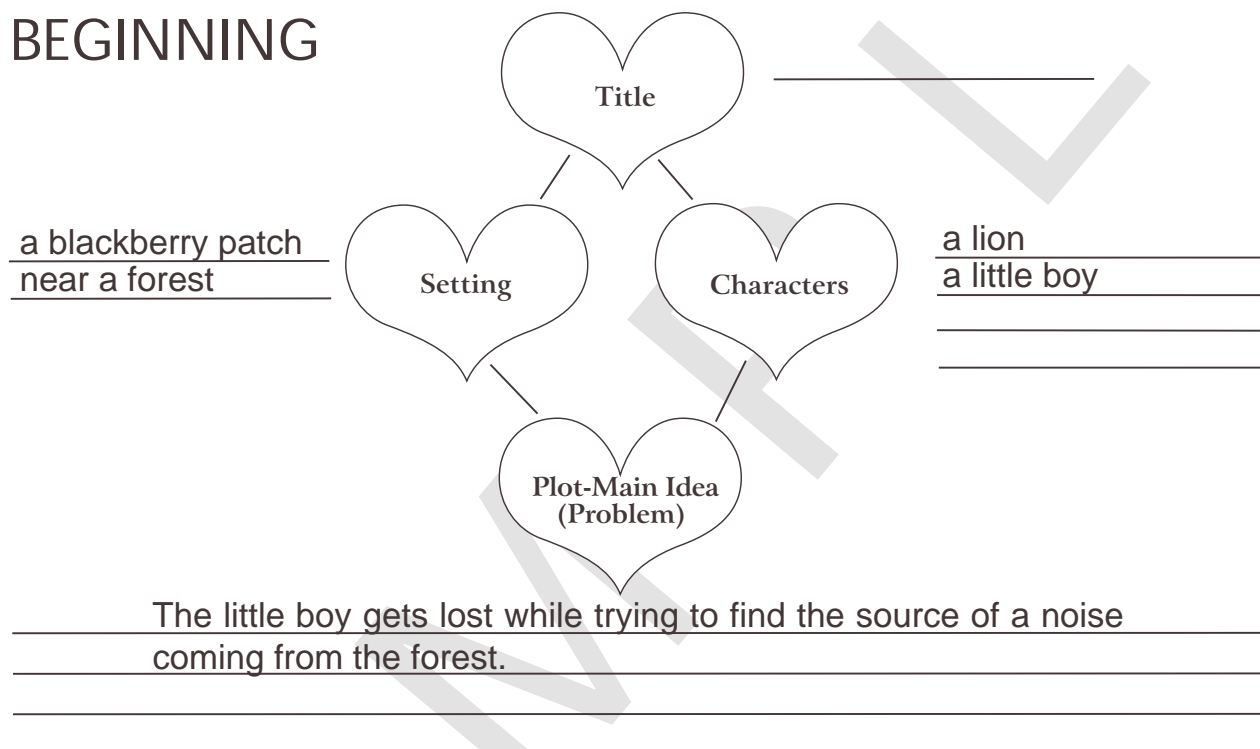 BEGINNING
Title
a blackberry patch
near a forest
Setting
Characters
a lion
a little boy
Plot-Main Idea
(Problem)
The little boy gets lost while trying to find the source of a noise
coming from the forest.